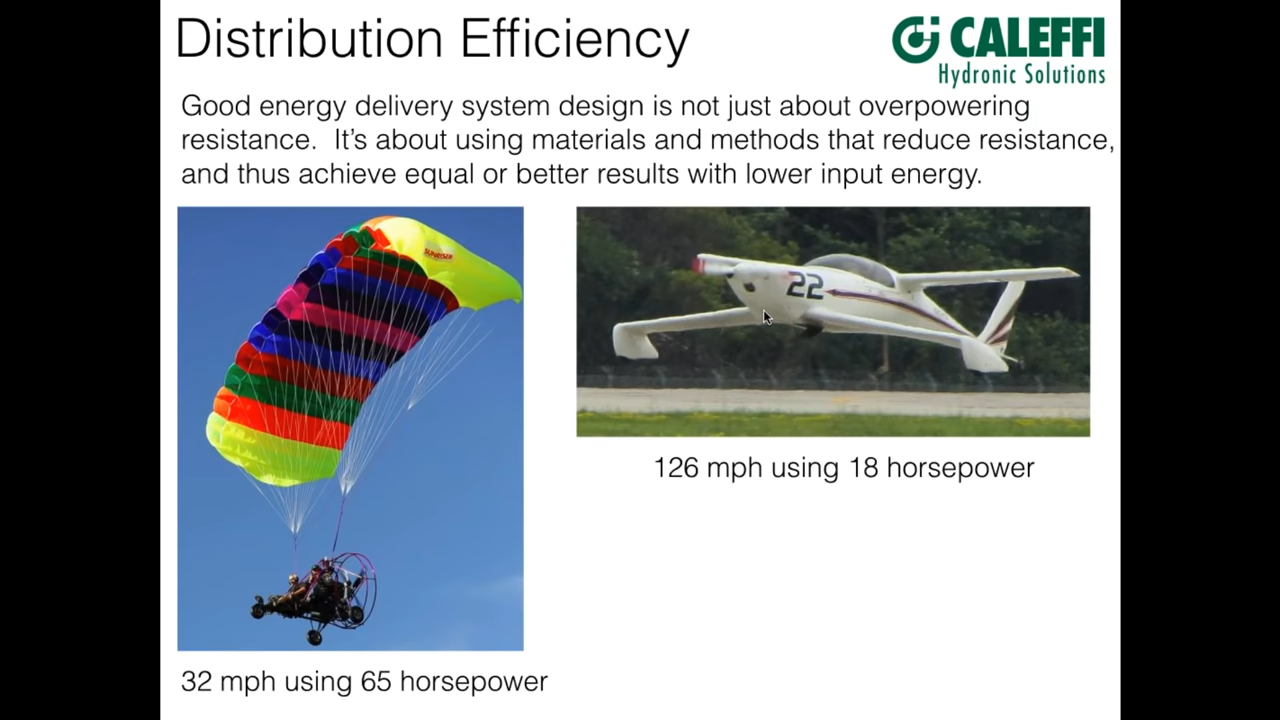 Distribution Efficiency
CALEFFI
Hydronic Solutions
Good energy delivery system design is not just about overpowering
resistance.  It's about using materials and methods that reduce resistance,
and thus achieve equal or better results with lower input energy.
SUNRISER
22
126 mph using 18 horsepower
32 mph using 65 horsepower